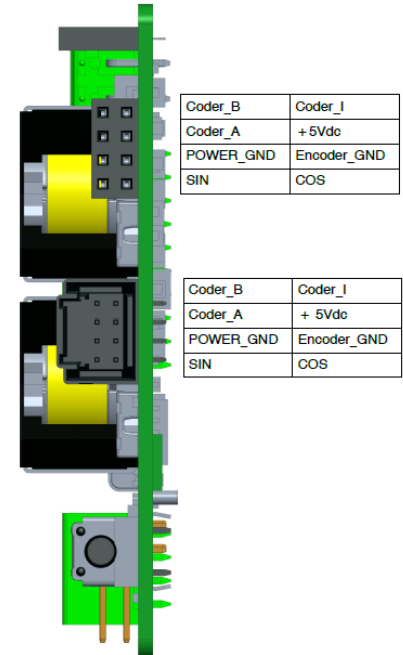 Coder_B Coder_I
Coder_A +5Vdc
POWER_GND Encoder_GND
SIN COS
Coder_B Coder_I
Coder_A + 5Vdc
POWER_GND Encoder_GND
SIN COS